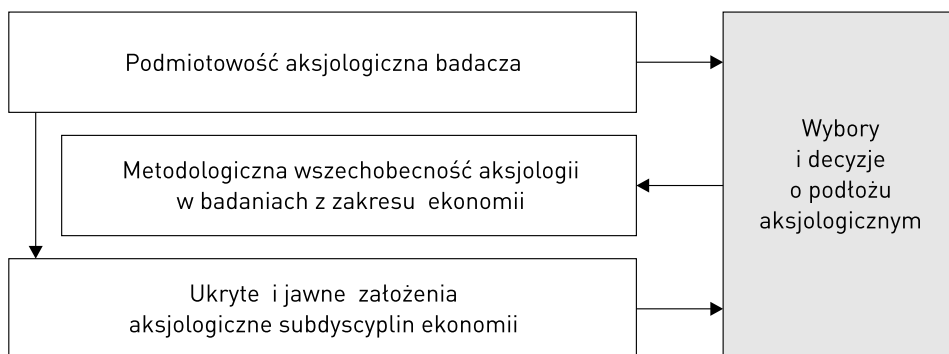 Podmiotowość aksjologiczna badacza
Metodologiczna wszechobecność aksjologii
w badaniach z zakresu ekonomii
Ukryte i jawne założenia
aksjologiczne subdyscyplin ekonomii
Wybory
i decyzje
o podłożu
aksjologicznym